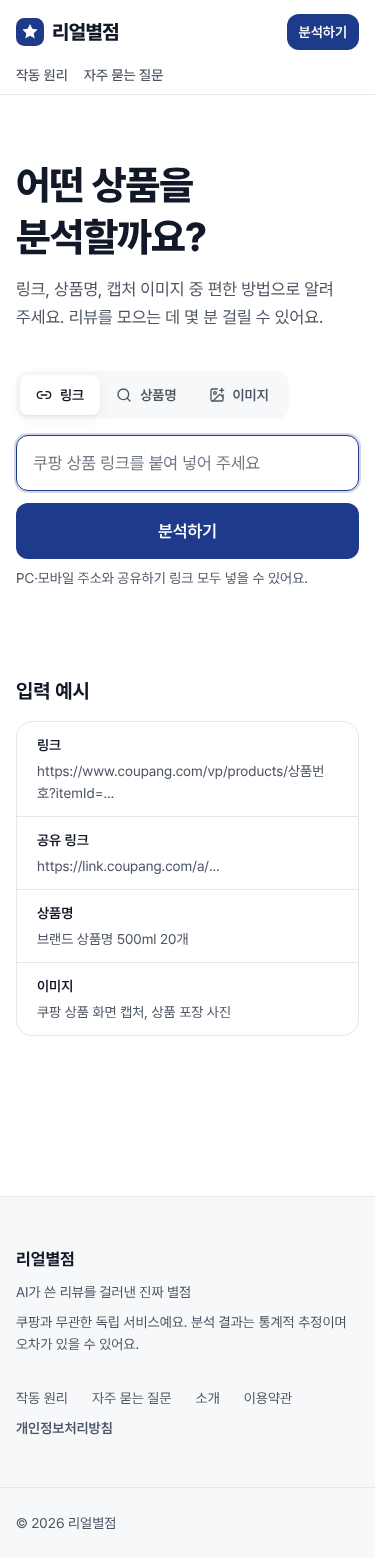 리얼별점
분석하기
작동 원리
자주 묻는 질문
어떤 상품을
분석할까요?
링크, 상품명, 캡처 이미지 중 편한 방법으로 알려
주세요. 리뷰를 모으는 데 몇 분 걸릴 수 있어요.
링크
상품명
이미지
쿠팡 상품 링크를 붙여 넣어 주세요
분석하기
PC·모바일 주소와 공유하기 링크 모두 넣을 수 있어요.
입력 예시
링크
https://www.coupang.com/vp/products/상품번
호?itemId=…
공유 링크
https://link.coupang.com/a/…
상품명
브랜드 상품명 500ml 20개
이미지
쿠팡 상품 화면 캡처, 상품 포장 사진
리얼별점
AI가 쓴 리뷰를 걸러낸 진짜 별점
쿠팡과 무관한 독립 서비스예요. 분석 결과는 통계적 추정이며
오차가 있을 수 있어요.
작동 원리
자주 묻는 질문
소개
이용약관
개인정보처리방침
© 2026 리얼별점